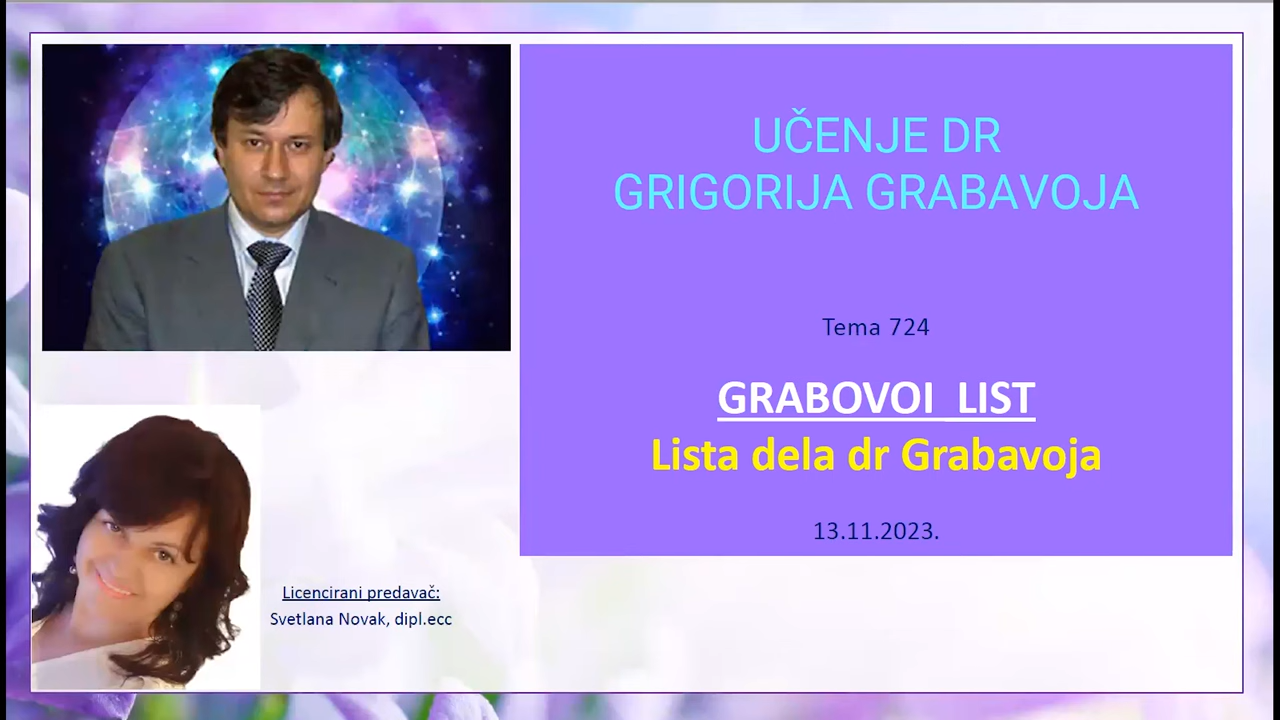 UČENJE DR
GRIGORIJA GRABAVOJA
Tema 724
GRABOVOI LIST
Lista dela dr Grabavoja
13.11.2023.
Licencirani predavač:
Svetlana Novak, dipl.ecc